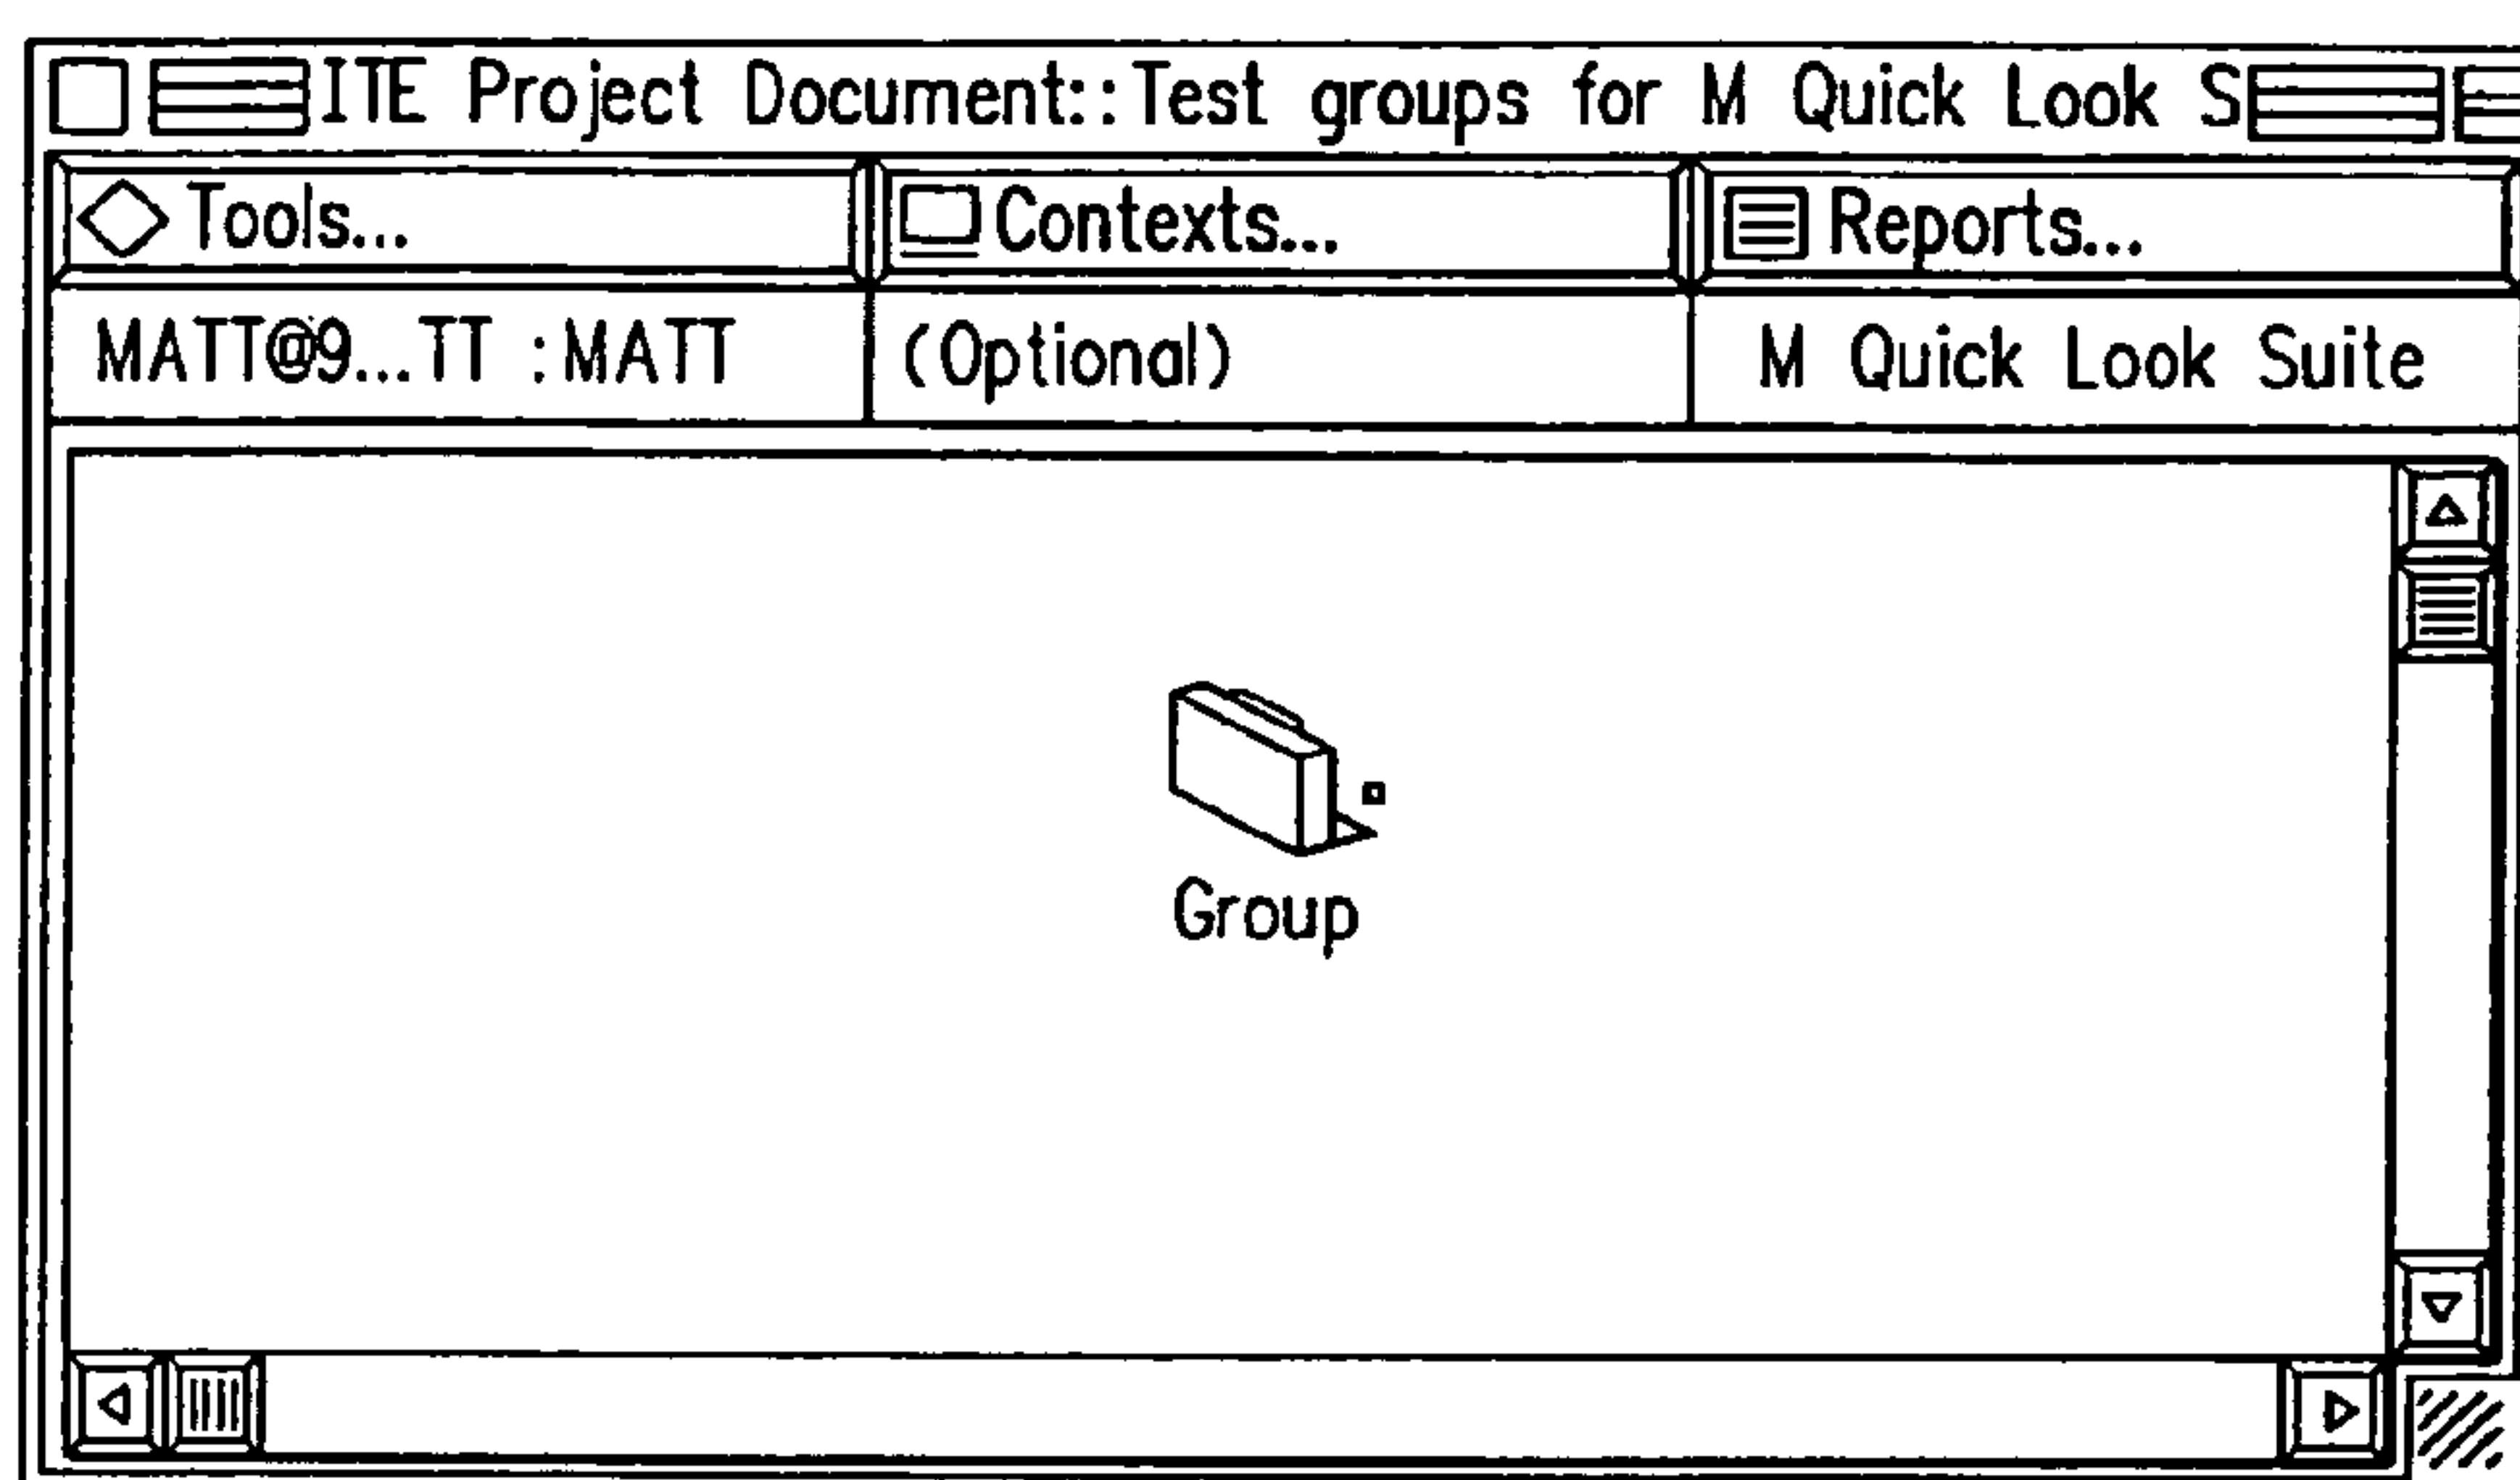 ITE Project Document::Test groups for M Quick Look S
Tools... Contexts... Reports...
MATT@9...TT :MATT (Optional) M Quick Look Suite
Group